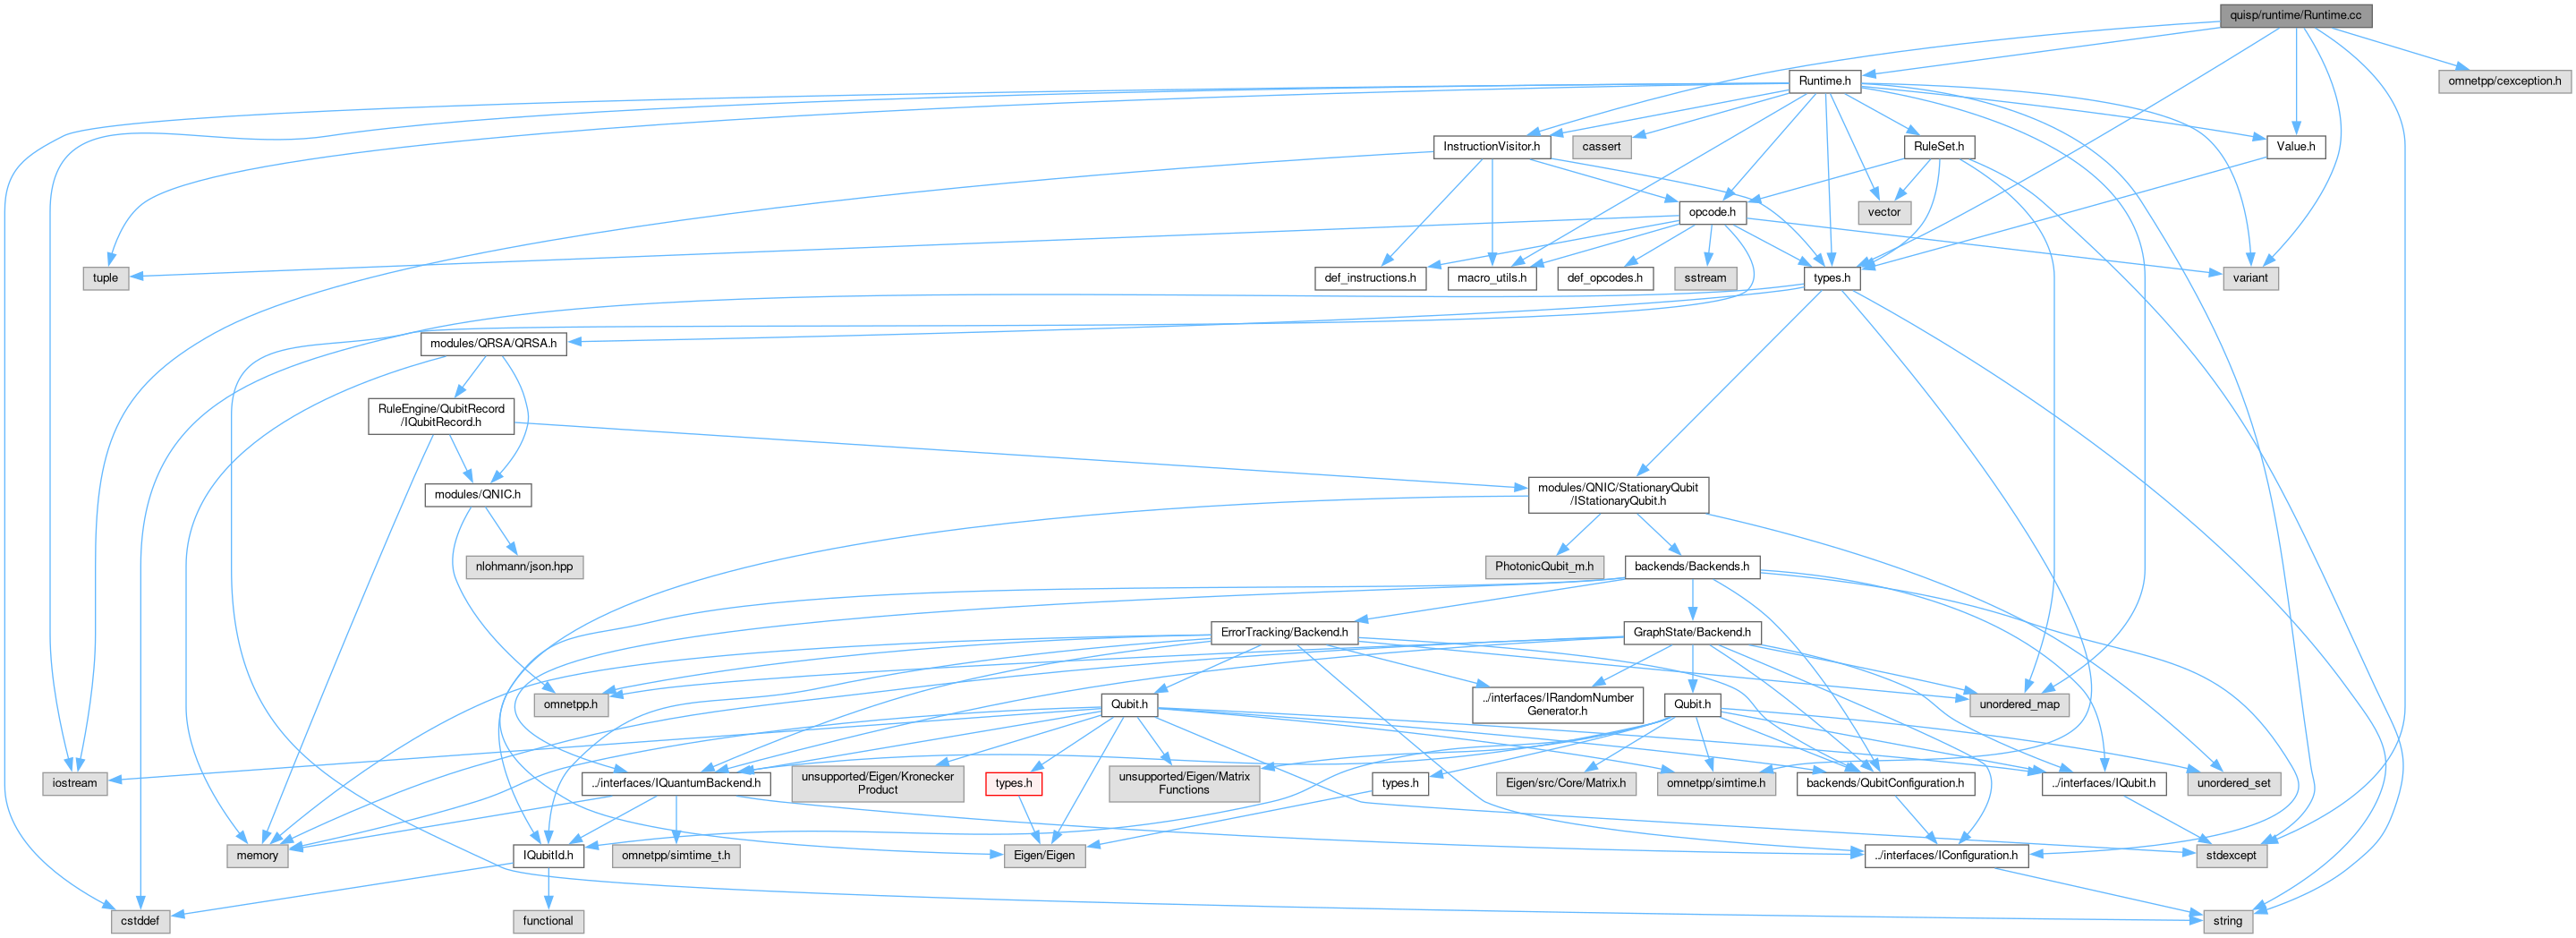 quisp/runtime/Runtime.cc
Runtime.h
omnetpp/cexception.h
InstructionVisitor.h
cassert
RuleSet.h
Value.h
vector
opcode.h
tuple
def_instructions.h
macro_utils.h
def_opcodes.h
sstream
types.h
variant
modules/QRSA/QRSA.h
RuleEngine/QubitRecord
/IQubitRecord.h
modules/QNIC.h
modules/QNIC/StationaryQubit
/IStationaryQubit.h
nlohmann/json.hpp
PhotonicQubit_m.h
backends/Backends.h
ErrorTracking/Backend.h
GraphState/Backend.h
omnetpp.h
Qubit.h
../interfaces/IRandomNumber
Generator.h
Qubit.h
unordered_map
iostream
../interfaces/IQuantumBackend.h
unsupported/Eigen/Kronecker
Product
types.h
unsupported/Eigen/Matrix
Functions
types.h
Eigen/src/Core/Matrix.h
omnetpp/simtime.h
backends/QubitConfiguration.h
../interfaces/IQubit.h
unordered_set
memory
IQubitId.h
omnetpp/simtime_t.h
Eigen/Eigen
../interfaces/IConfiguration.h
stdexcept
cstddef
functional
string